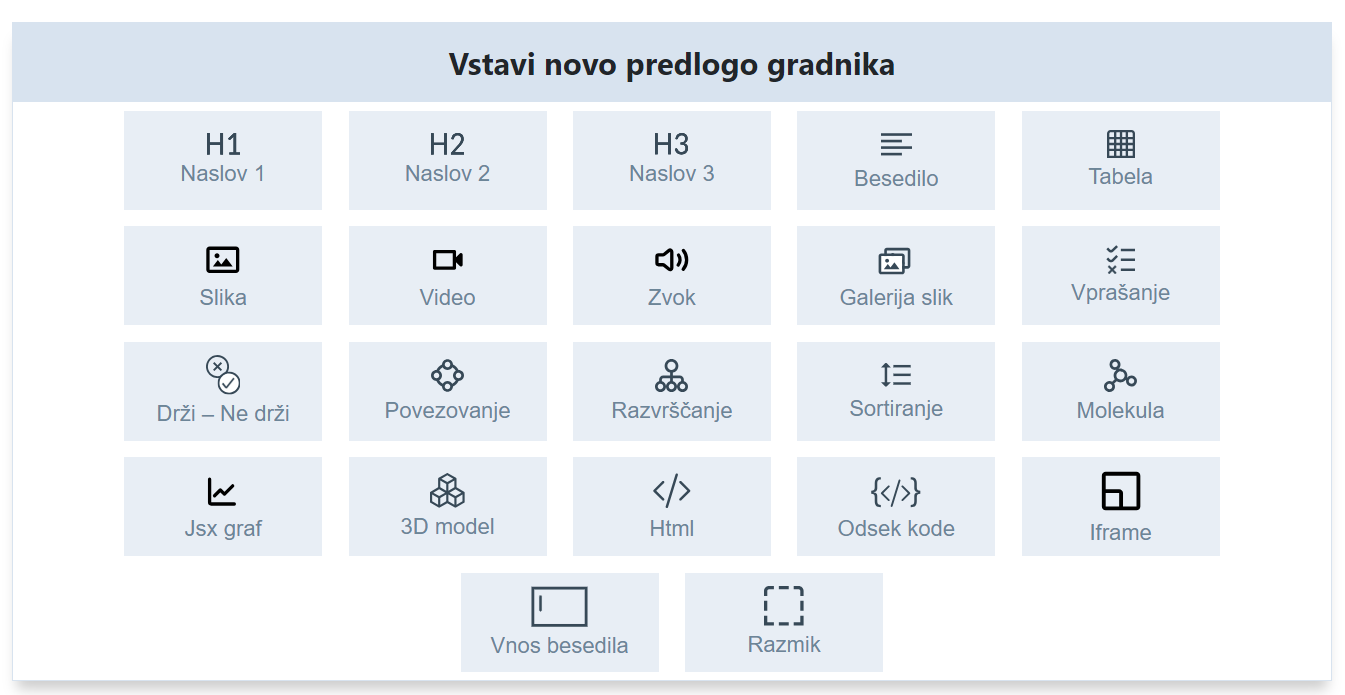 Vstavi novo predlogo gradnika
H1
Naslov 1
H2
Naslov 2
H3
Naslov 3
Besedilo
Tabela
Slika
Video
Zvok
Galerija slik
Vprašanje
Drži – Ne drži
Povezovanje
Razvrščanje
Sortiranje
Molekula
Jsx graf
3D model
Html
Odsek kode
Iframe
Vnos besedila
Razmik